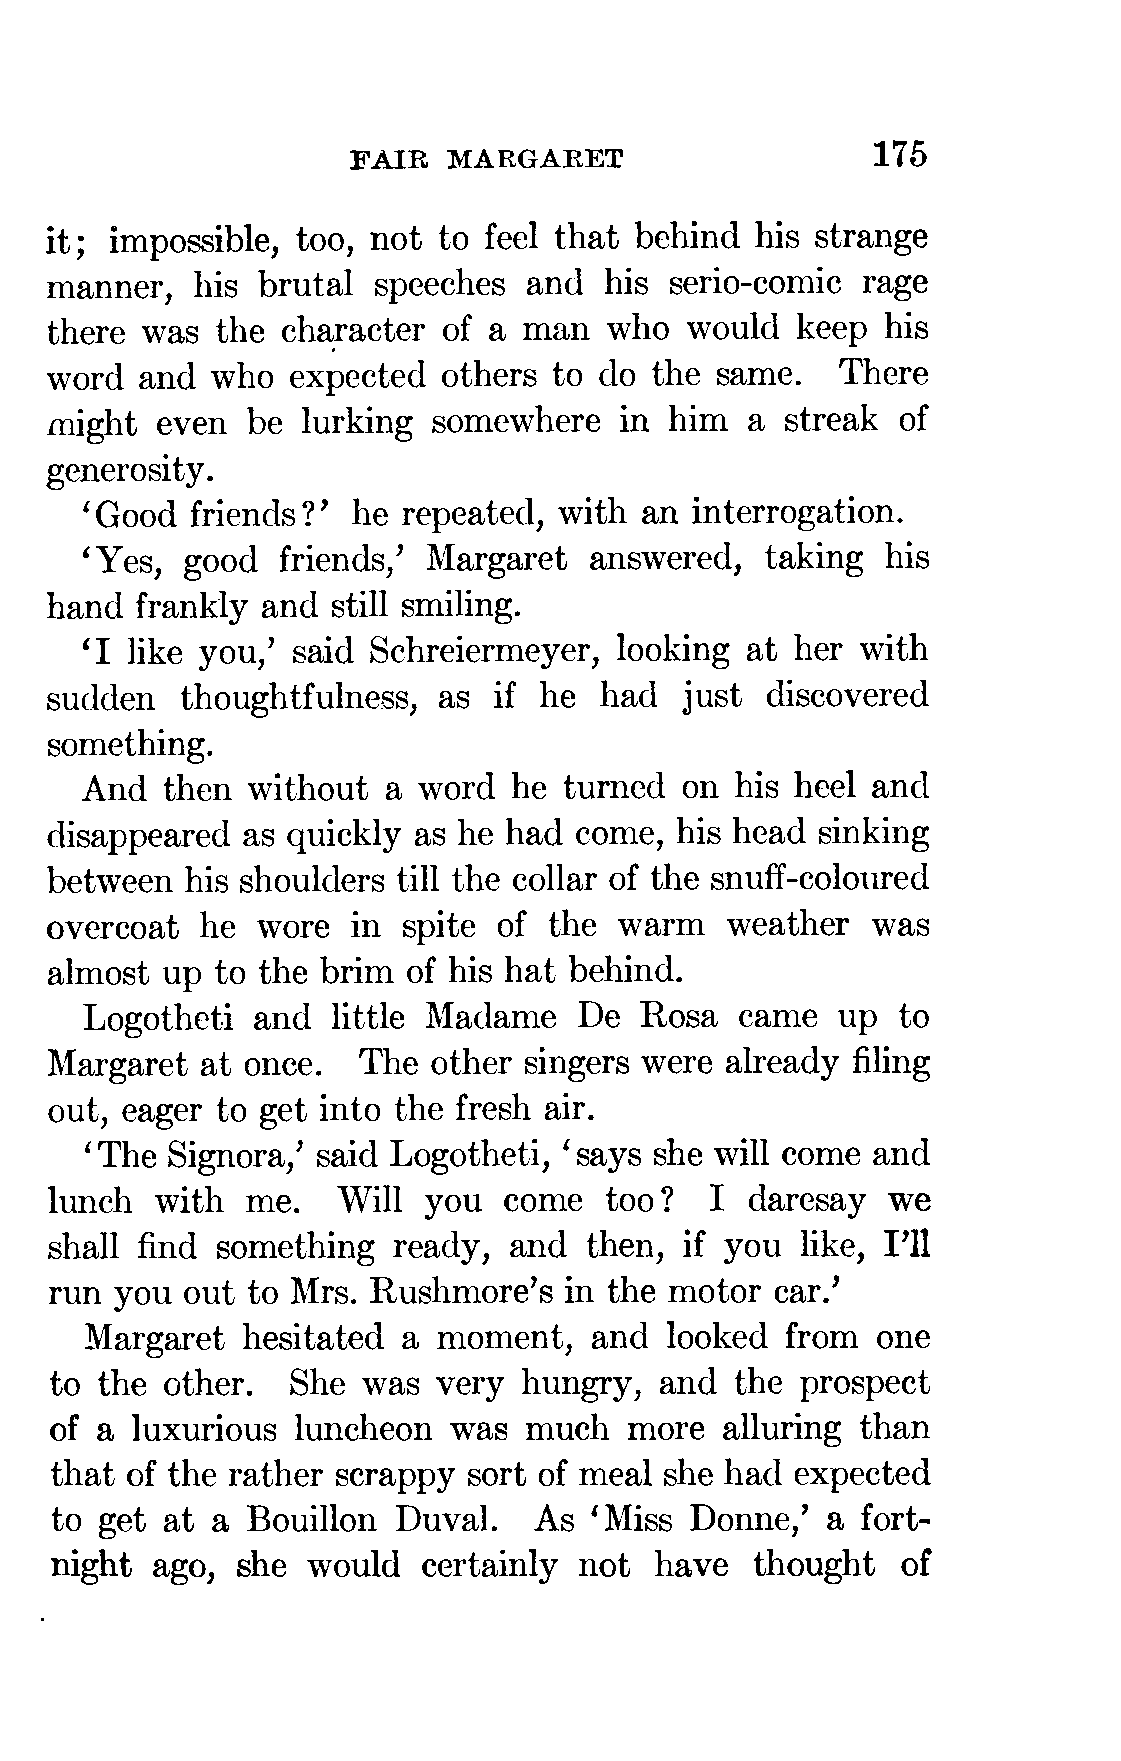 FAIR MARGARET 175
it; impossible, too, not to feel that behind his strange
manner, his brutal speeches and his serio-comic rage
there was the character of a man who would keep his
word and who expected others to do the same. There
might even be lurking somewhere in him a streak of
generosity.
‘Good friends?’ he repeated, with an interrogation.
‘Yes, good friends,’ Margaret answered, taking his
hand frankly and still smiling.
‘I like you,’ said Schreiermeyer, looking at her with
sudden thoughtfulness, as if he had just discovered
something.
And then without a word he turned on his heel and
disappeared as quickly as he had come, his head sinking
between his shoulders till the collar of the snuff-coloured
overcoat he wore in spite of the warm weather was
almost up to the brim of his hat behind.
Logotheti and little Madame De Rosa came up to
Margaret at once. The other singers were already filing
out, eager to get into the fresh air.
‘The Signora,’ said Logotheti, ‘says she will come and
lunch with me. Will you come too? I daresay we
shall find something ready, and then, if you like, I’ll
run you out to Mrs. Rushmore’s in the motor car.’
Margaret hesitated a moment, and looked from one
to the other. She was very hungry, and the prospect
of a luxurious luncheon was much more alluring than
that of the rather scrappy sort of meal she had expected
to get at a Bouillon Duval. As ‘Miss Donne,’ a fort-
night ago, she would certainly not have thought of